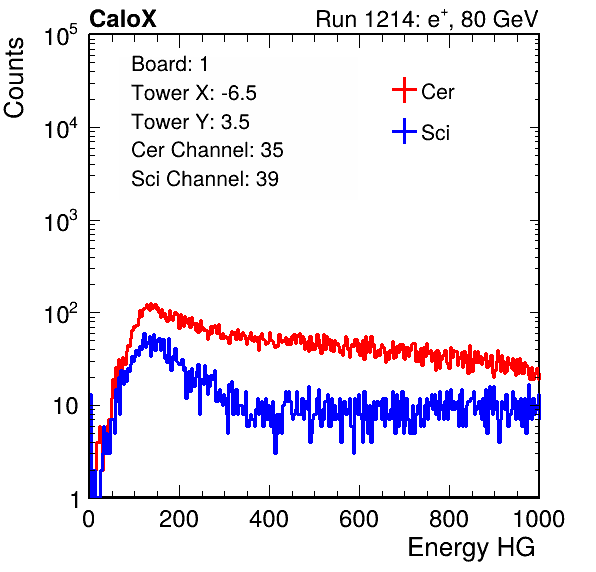 CaloX Run 1214: e⁺, 80 GeV
Counts
10⁵
10⁴
10³
10²
10
1
Board: 1
Tower X: -6.5
Tower Y: 3.5
Cer Channel: 35
Sci Channel: 39
Cer
Sci
0 200 400 600 800 1000
Energy HG